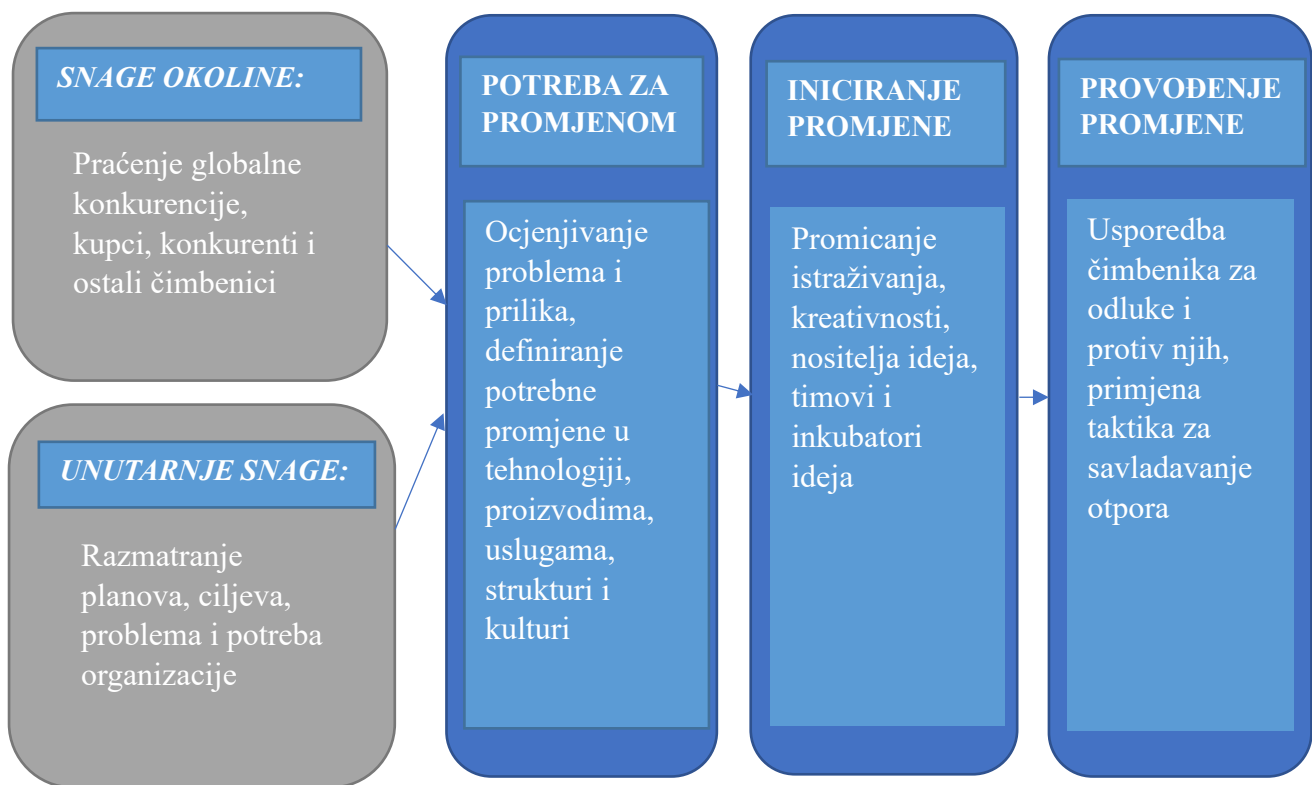 SNAGE OKOLINE:
Praćenje globalne
konkurencije,
kupci, konkurenti i
ostali čimbenici
UNUTARNJE SNAGE:
Razmatranje
planova, ciljeva,
problema i potreba
organizacije
POTREBA ZA
PROMJENOM
Ocjenjivanje
problema i
prilika,
definiranje
potrebne
promjene u
tehnologiji,
proizvodima,
uslugama,
strukturi i
kulturi
INICIRANJE
PROMJENE
Promicanje
istraživanja,
kreativnosti,
nositelja ideja,
timovi i
inkubatori
ideja
PROVOĐENJE
PROMJENE
Usporedba
čimbenika za
odluke i
protiv njih,
primjena
taktika za
savladavanje
otpora